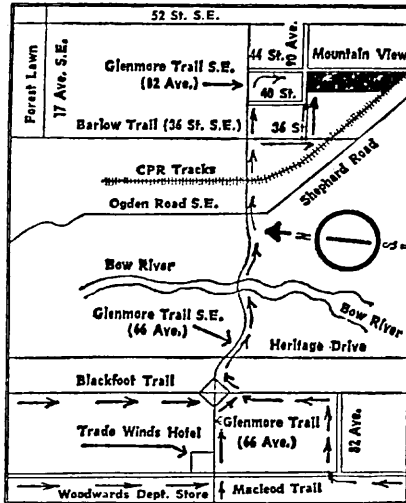 52 St. S.E.
Forest Lawn
17 Ave. S.E.
44 St.
90 Ave.
Mountain View
Glenmore Trail S.E.
(82 Ave.)
40 St.
Barlow Trail (36 St. S.E.)
36 St
CPR Tracks
Shephard Road
Ogden Road S.E.
N
S
Bow River
Bow River
Glenmore Trail S.E.
(66 Ave.)
Heritage Drive
Blackfoot Trail
Glenmore Trail
(66 Ave.)
82 Ave.
Trade Winds Hotel
Woodwards Dept. Store
Macleod Trail